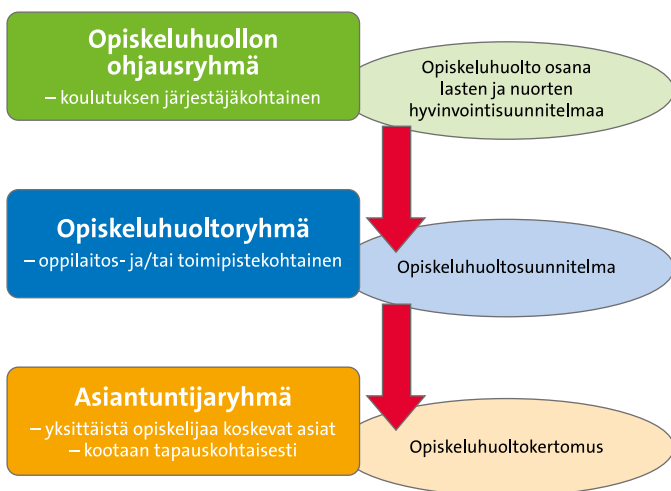 Opiskeluhuollon
ohjausryhmä
– koulutuksen järjestäjäkohtainen
Opiskeluhuolto osana
lasten ja nuorten
hyvinvointisuunnitelmaa
Opiskeluhuoltoryhmä
– oppilaitos- ja/tai toimipistekohtainen
Opiskeluhuoltosuunnitelma
Asiantuntijaryhmä
– yksittäistä opiskelijaa koskevat asiat
– kootaan tapauskohtaisesti
Opiskeluhuoltokertomus